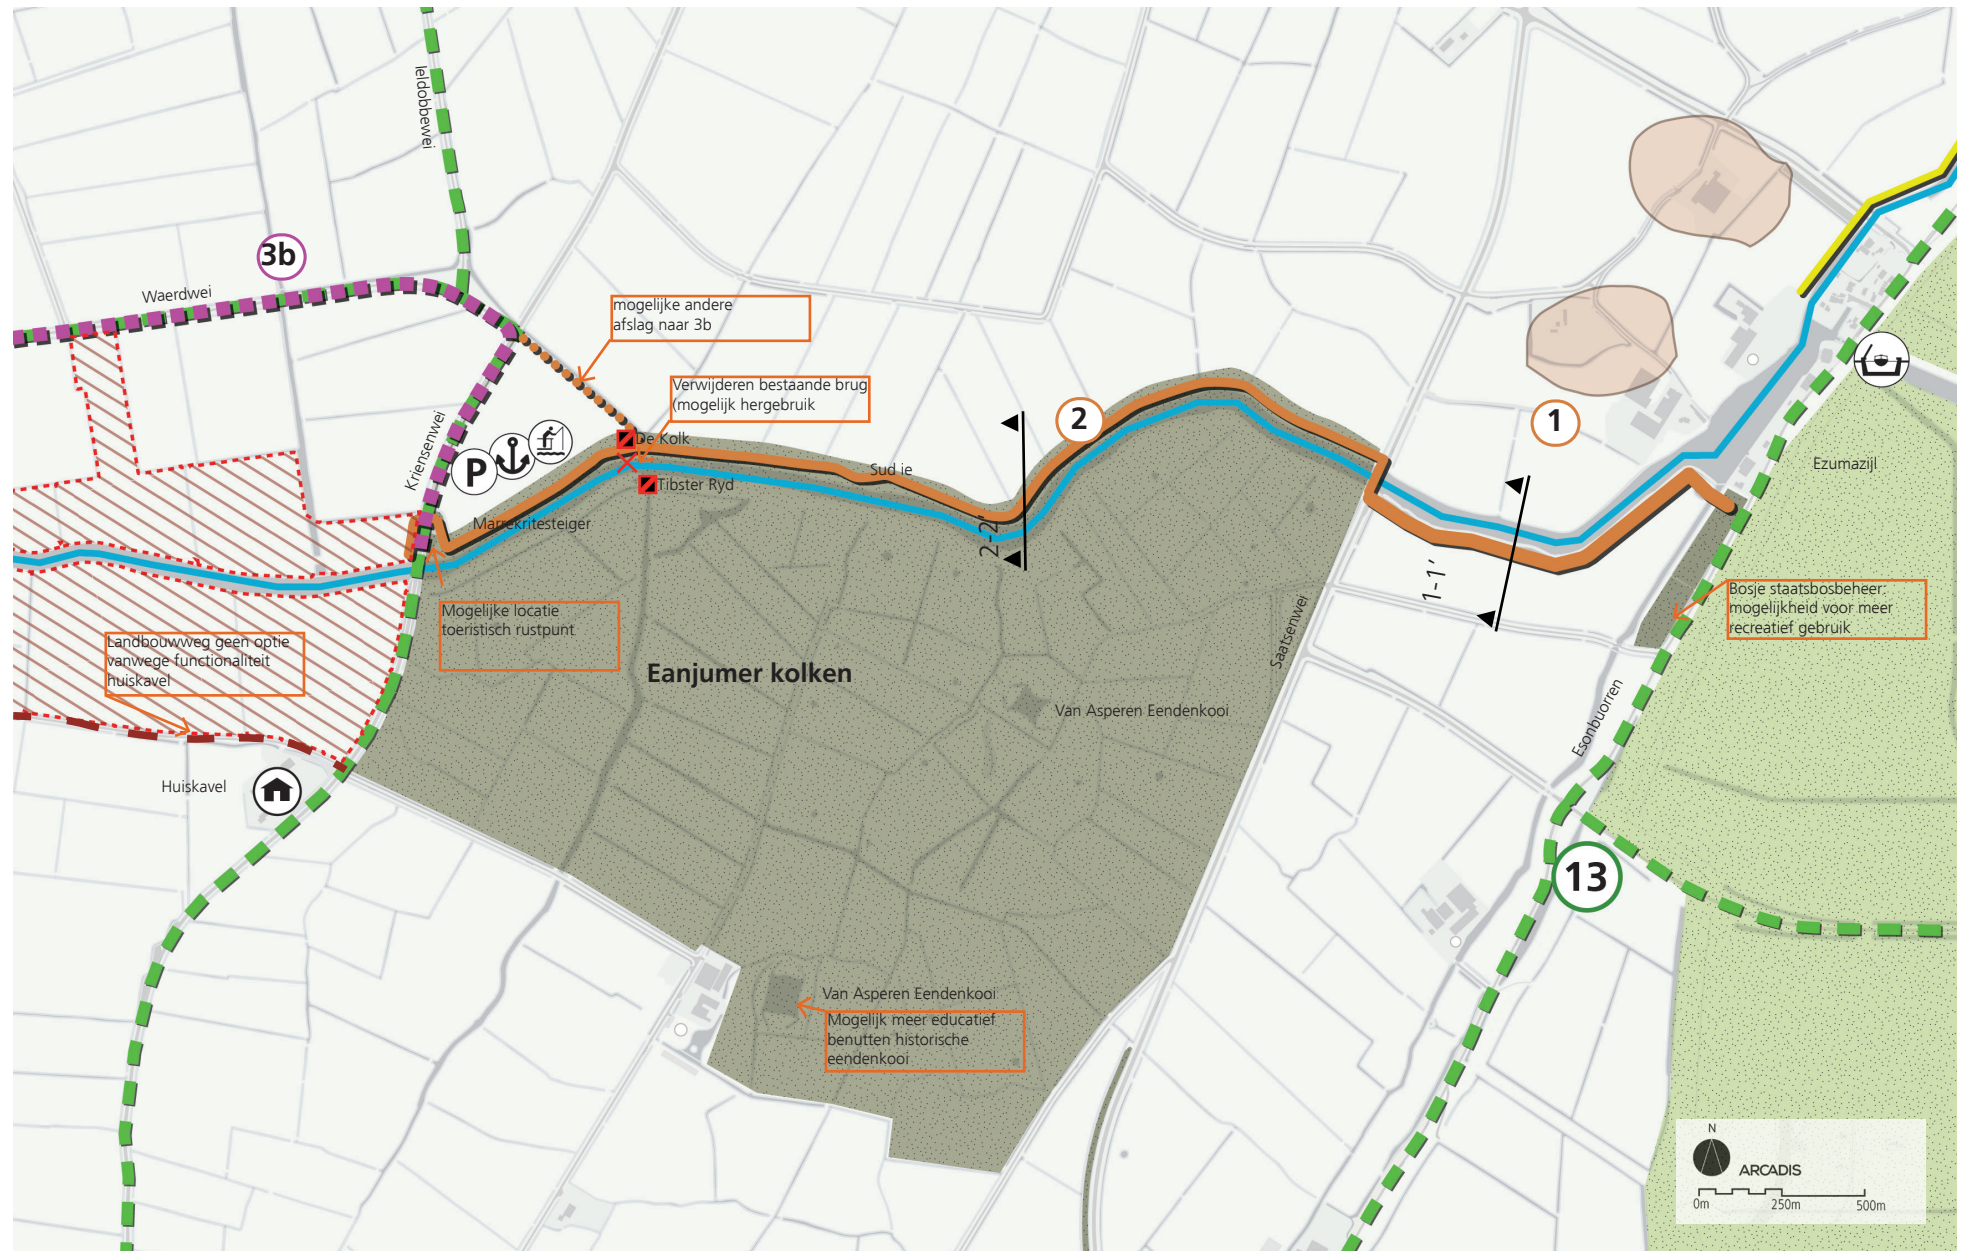 Ieldobbewei
3b
Waerdwei
mogelijke andere
afslag naar 3b
Verwijderen bestaande brug
(mogelijk hergebruik
Kriensenwei
P
De Kolk
Tibster Ryd
Sud ie
2
1
Ezumazijl
Marrekritesteiger
2-2'
1-1'
Mogelijke locatie
toeristisch rustpunt
Bosje staatsbosbeheer:
mogelijkheid voor meer
recreatief gebruik
Landbouwweg geen optie
vanwege functionaliteit
huiskavel
Eanjumer kolken
Saatsenwei
Van Asperen Eendenkooi
Esonbuorren
Huiskavel
13
Van Asperen Eendenkooi
Mogelijk meer educatief
benutten historische
eendenkooi
N
ARCADIS
0m 250m 500m